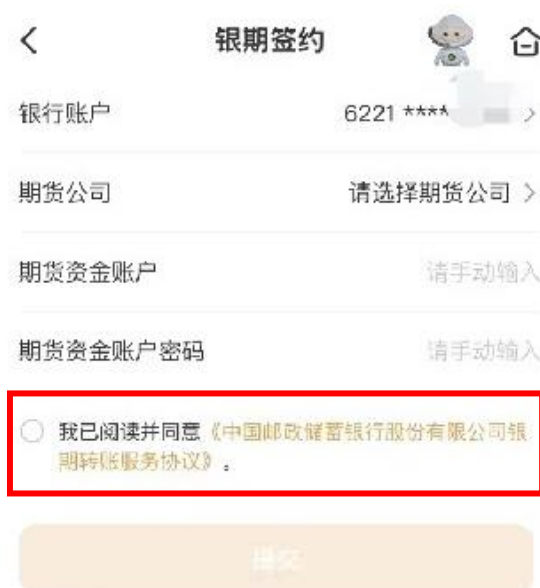 银期签约
银行账户 6221 ****
期货公司 请选择期货公司
期货资金账户 请手动输入
期货资金账户密码 请手动输入
我已阅读并同意《中国邮政储蓄银行股份有限公司银
期转账服务协议》。
提交